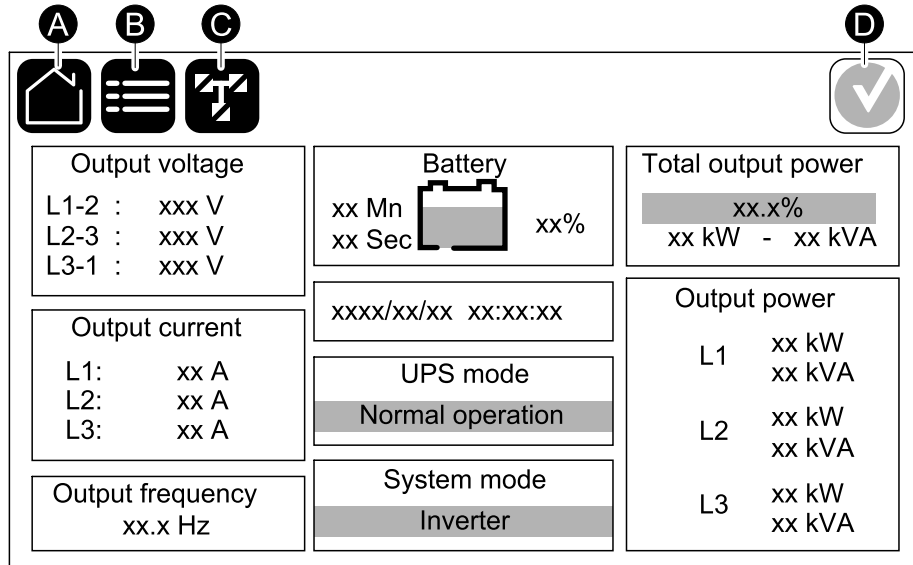 A
B
C
D
T
Output voltage
L1-2 : xxx V
L2-3 : xxx V
L3-1 : xxx V
Output current
L1: xx A
L2: xx A
L3: xx A
Output frequency
xx.x Hz
Battery
xx Mn
xx Sec
xx%
xxxx/xx/xx xx:xx:xx
UPS mode
Normal operation
System mode
Inverter
Total output power
xx.x%
xx kW - xx kVA
Output power
L1 xx kW
xx kVA
L2 xx kW
xx kVA
L3 xx kW
xx kVA